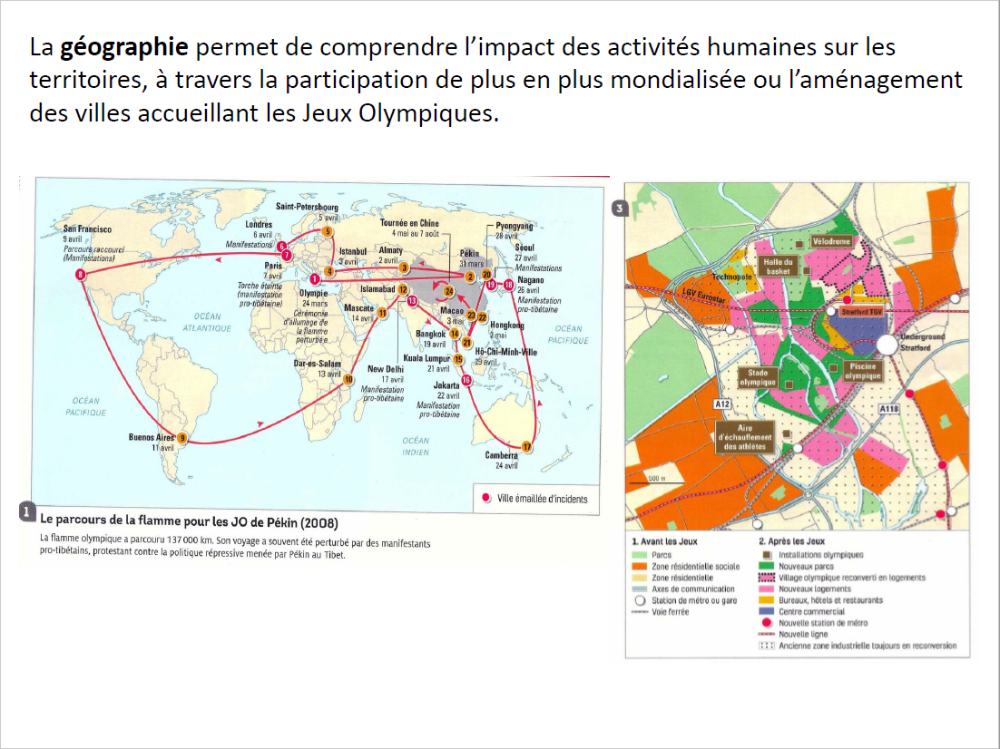 La géographie permet de comprendre l’impact des activités humaines sur les
territoires, à travers la participation de plus en plus mondialisée ou l’aménagement
des villes accueillant les Jeux Olympiques.
San Francisco
9 avril
Parcours raccourci
(Manifestations)
8
Londres
6 avril
Manifestations
6
7
Saint-Petersbourg
5 avril
5
Paris
7 avril
Torche éteinte
(manifestation
pro-tibétaine)
Istanbul
3 avril
4
Almaty
2 avril
3
Tournée en Chine
4 mai au 7 août
Pékin
31 mars
2
20
Pyongyang
28 avril
Séoul
27 avril
Manifestations
19
18
Nagano
26 avril
Manifestation
pro-tibétaine
1
Olympie
24 mars
Cérémonie
d'allumage de
la flamme
perturbée
Islamabad
12
13
24
Mascate
14 avril
11
Macao
3 mai
23
22
Hongkong
2 mai
Bangkok
19 avril
14
21
Hô-Chi-Minh-Ville
29 avril
Kuala Lumpur
21 avril
15
Dar-es-Salam
13 avril
10
New Delhi
17 avril
Manifestation
pro-tibétaine
Jakarta
22 avril
Manifestation
pro-tibétaine
16
Buenos Aires
11 avril
9
Camberra
24 avril
17
OCÉAN
ATLANTIQUE
OCÉAN
PACIFIQUE
OCÉAN
PACIFIQUE
OCÉAN
INDIEN
Ville émaillée d'incidents
1
Le parcours de la flamme pour les JO de Pékin (2008)
La flamme olympique a parcouru 137 000 km. Son voyage a souvent été perturbé par des manifestants
pro-tibétains, protestant contre la politique répressive menée par Pékin au Tibet.
3
Vélodrome
Halle du
basket
Technopole
LGV Eurostar
Stratford TGV
Underground
Stratford
Piscine
olympique
Stade
olympique
A12
A118
Aire
d'échauffement
des athlètes
500 m
1. Avant les Jeux
Parcs
Zone résidentielle sociale
Zone résidentielle
Axes de communication
Station de métro ou gare
Voie ferrée
2. Après les Jeux
Installations olympiques
Nouveaux parcs
Village olympique reconverti en logements
Nouveaux logements
Bureaux, hôtels et restaurants
Centre commercial
Nouvelle station de métro
Nouvelle ligne
Ancienne zone industrielle toujours en reconversion